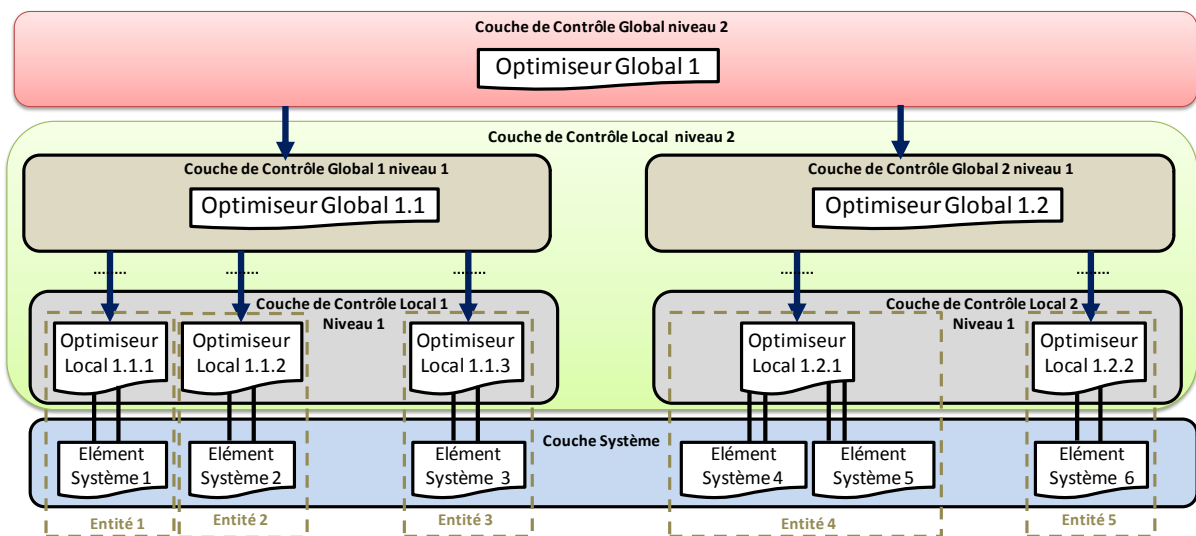 Couche de Contrôle Global niveau 2
Optimiseur Global 1
Couche de Contrôle Local niveau 2
Couche de Contrôle Global 1 niveau 1
Optimiseur Global 1.1
Couche de Contrôle Global 2 niveau 1
Optimiseur Global 1.2
........
........
........
........
........
Couche de Contrôle Local 1
Niveau 1
Couche de Contrôle Local 2
Niveau 1
Optimiseur
Local 1.1.1
Optimiseur
Local 1.1.2
Optimiseur
Local 1.1.3
Optimiseur
Local 1.2.1
Optimiseur
Local 1.2.2
Couche Système
Elément
Système 1
Elément
Système 2
Elément
Système 3
Elément
Système 4
Elément
Système 5
Elément
Système 6
Entité 1
Entité 2
Entité 3
Entité 4
Entité 5